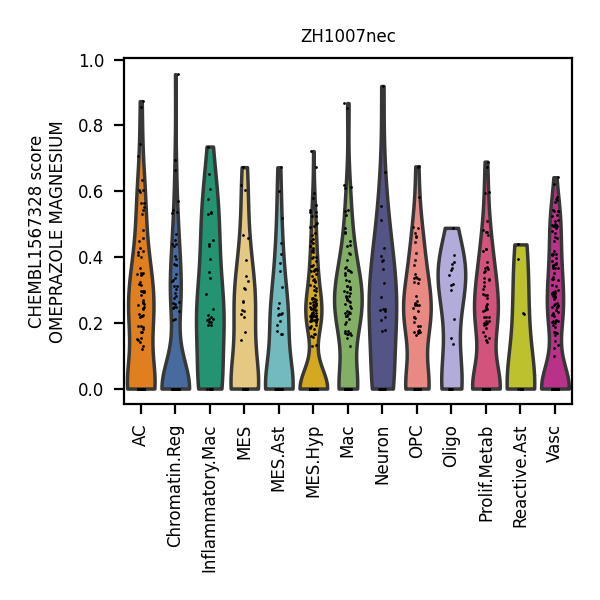 ZH1007nec
CHEMBL1567328 score
OMEPRAZOLE MAGNESIUM
1.0
0.8
0.6
0.4
0.2
0.0
AC
Chromatin.Reg
Inflammatory.Mac
MES
MES.Ast
MES.Hyp
Mac
Neuron
OPC
Oligo
Prolif.Metab
Reactive.Ast
Vasc